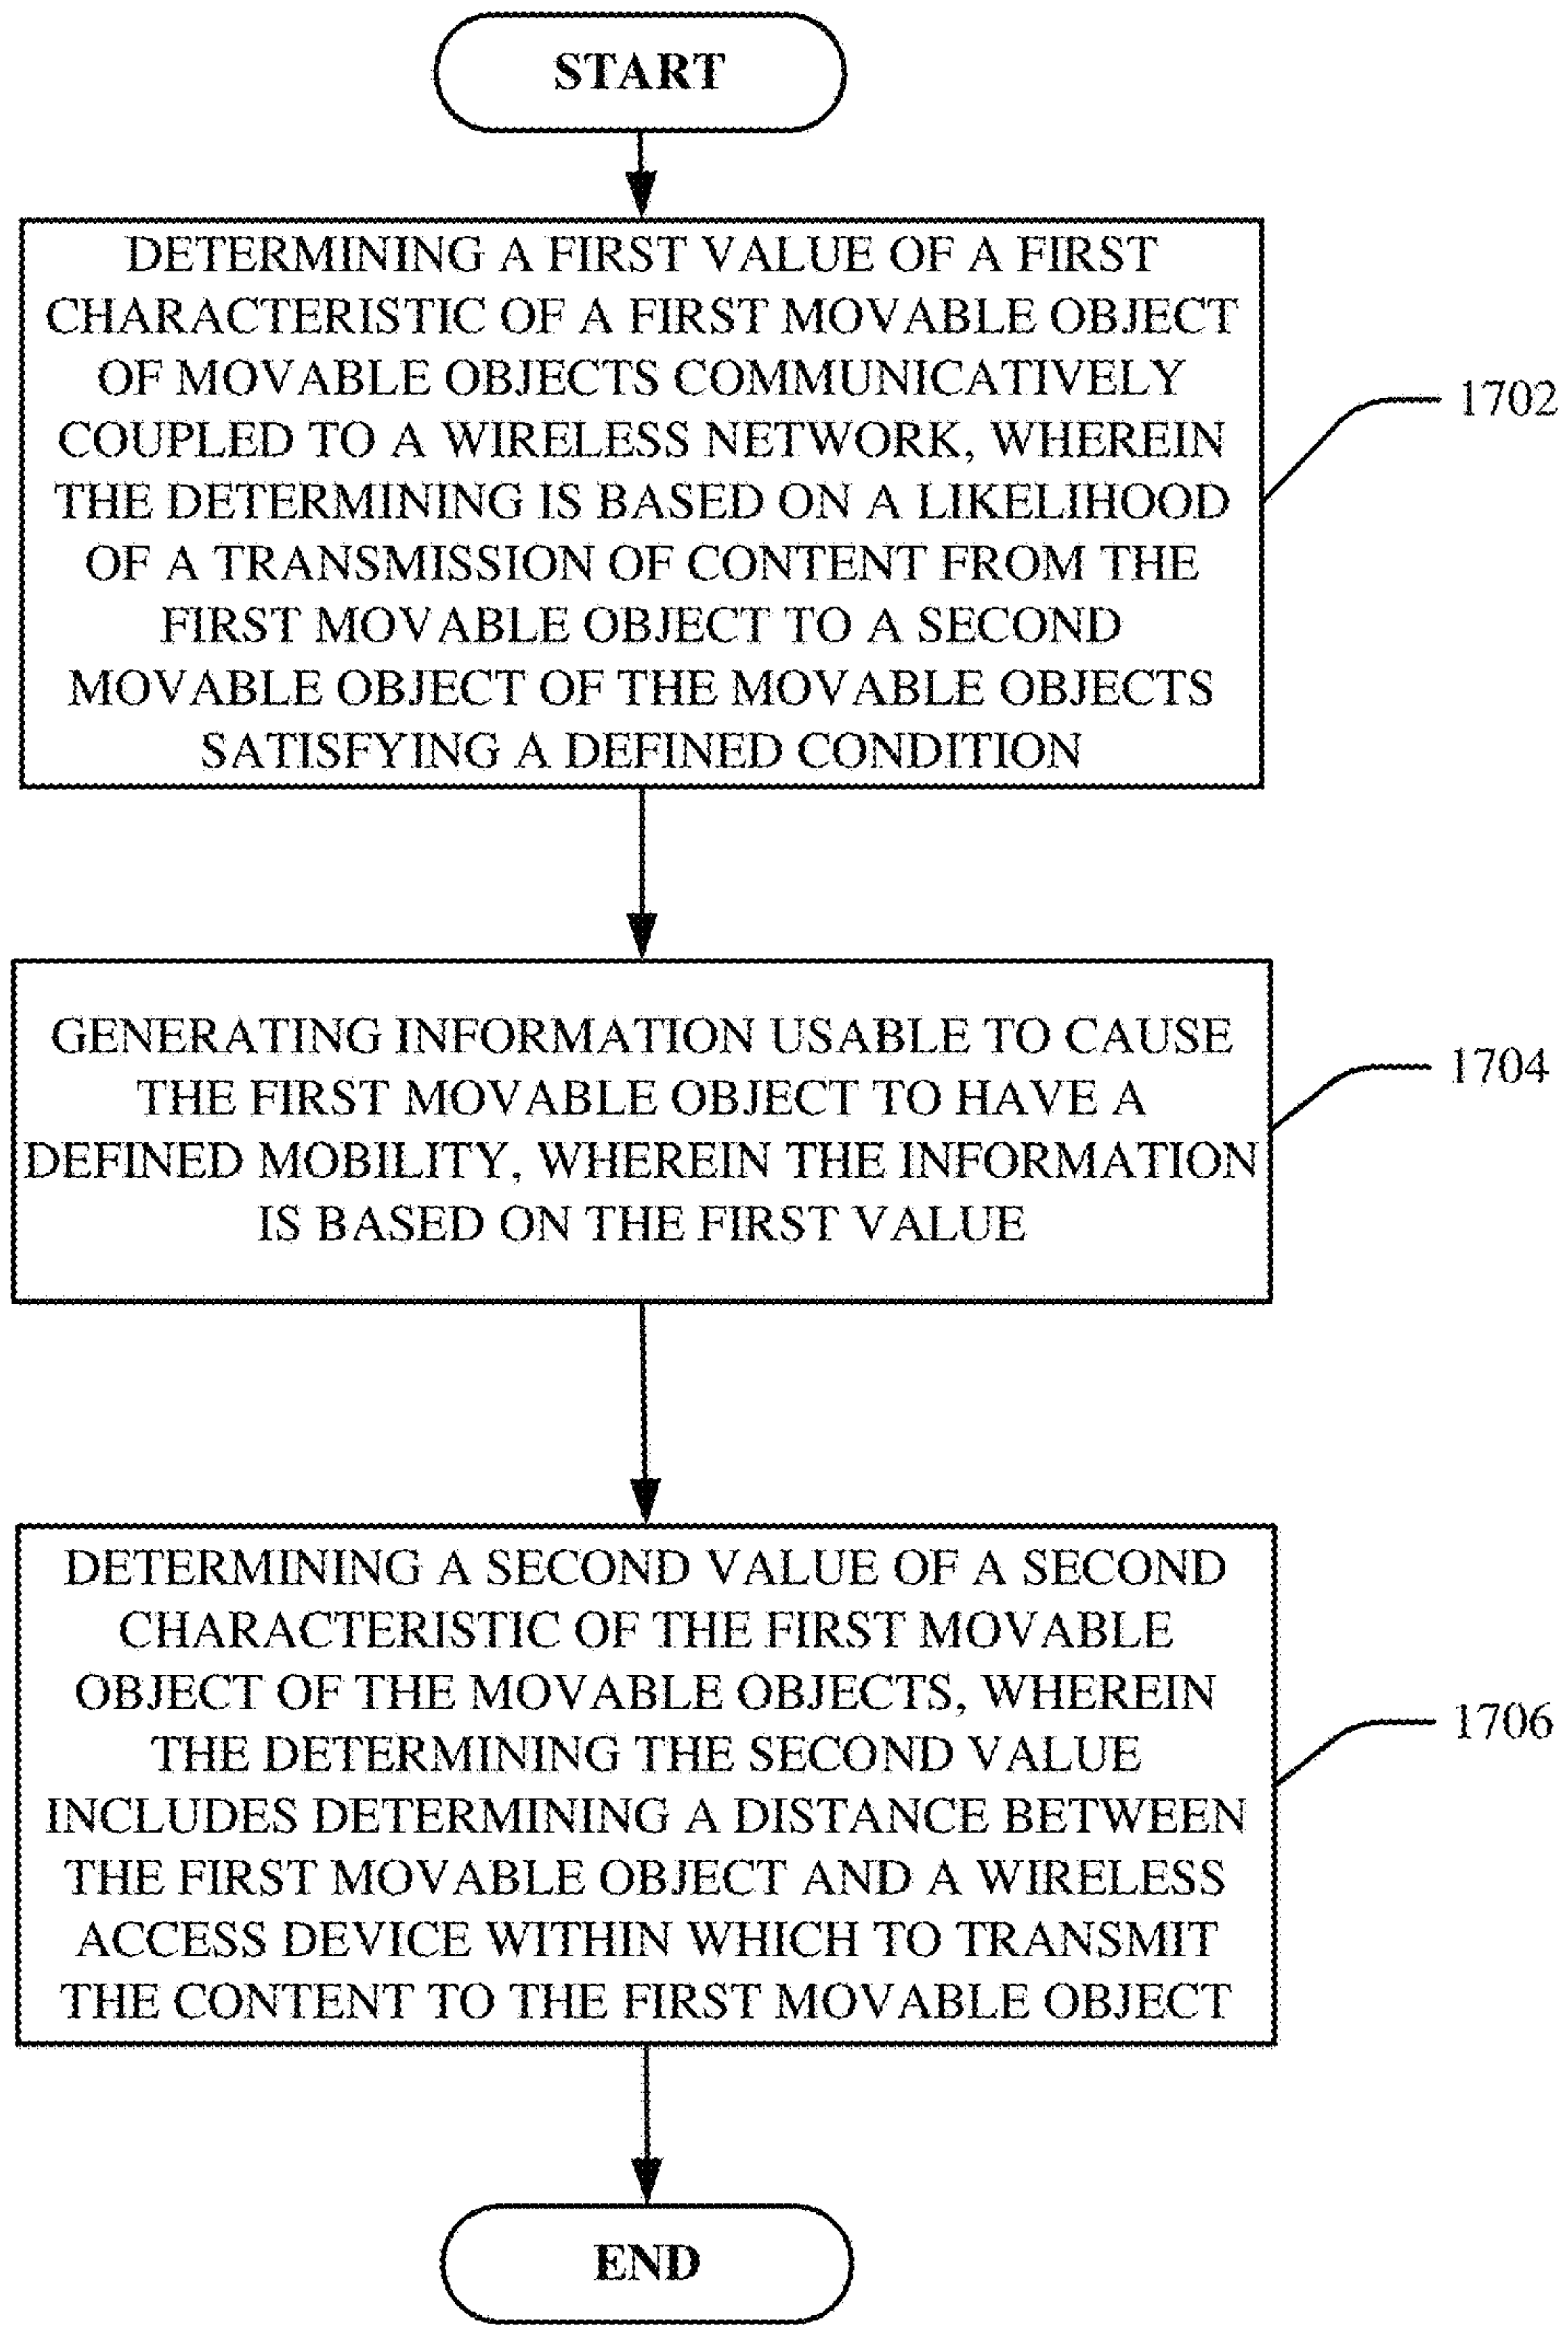 START
DETERMINING A FIRST VALUE OF A FIRST
CHARACTERISTIC OF A FIRST MOVABLE OBJECT
OF MOVABLE OBJECTS COMMUNICATIVELY
COUPLED TO A WIRELESS NETWORK, WHEREIN
THE DETERMINING IS BASED ON A LIKELIHOOD
OF A TRANSMISSION OF CONTENT FROM THE
FIRST MOVABLE OBJECT TO A SECOND
MOVABLE OBJECT OF THE MOVABLE OBJECTS
SATISFYING A DEFINED CONDITION
1702
GENERATING INFORMATION USABLE TO CAUSE
THE FIRST MOVABLE OBJECT TO HAVE A
DEFINED MOBILITY, WHEREIN THE INFORMATION
IS BASED ON THE FIRST VALUE
1704
DETERMINING A SECOND VALUE OF A SECOND
CHARACTERISTIC OF THE FIRST MOVABLE
OBJECT OF THE MOVABLE OBJECTS, WHEREIN
THE DETERMINING THE SECOND VALUE
INCLUDES DETERMINING A DISTANCE BETWEEN
THE FIRST MOVABLE OBJECT AND A WIRELESS
ACCESS DEVICE WITHIN WHICH TO TRANSMIT
THE CONTENT TO THE FIRST MOVABLE OBJECT
1706
END